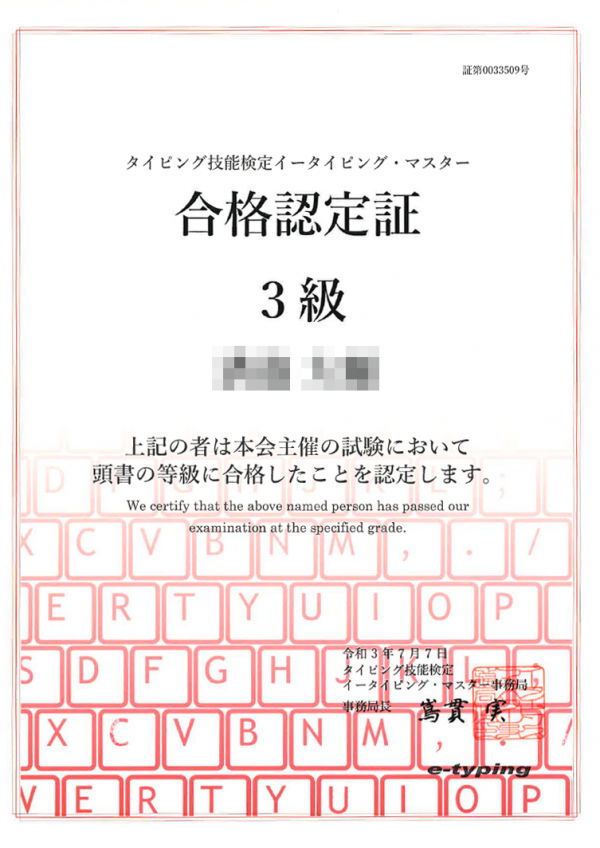 証第0033509号
タイピング技能検定イータイピング・マスター
合格認定証
3級
上記の者は本会主催の試験において
頭書の等級に合格したことを認定します。
We certify that the above named person has passed our
examination at the specified grade.
D F G H J K L ;
X C V B N M , . /
E R T Y U I O P
令和3年7月7日
タイピング技能検定
S D F G H J K L
イータイピング・マスター事務局
事務局長 蔦貫 実
X C V B N M , .
e-typing
W E R T Y U I O P